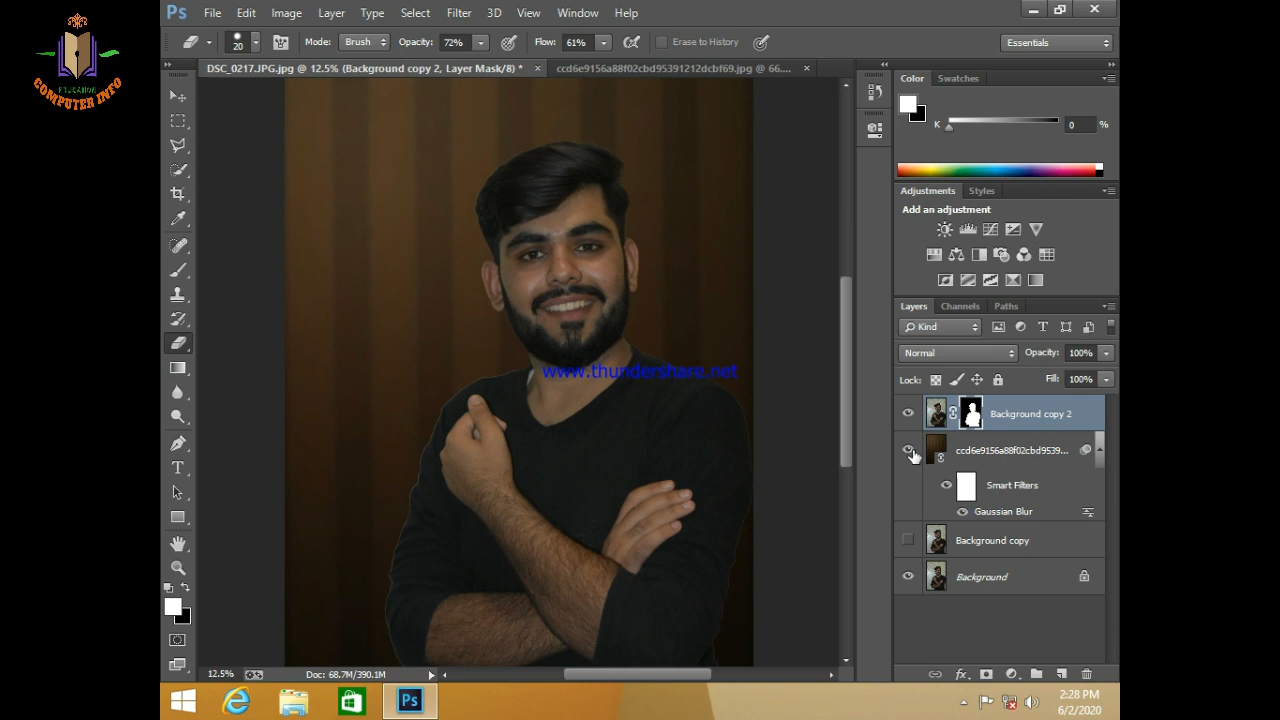 Ps File Edit Image Layer Type Select Filter 3D View Window Help
20 Mode: Brush Opacity: 72% Flow: 61% Erase to History Essentials
DSC_0217.JPG.jpg @ 12.5% (Background copy 2, Layer Mask/8) * × ccd6e9156a88f02cbd95391212dcbf69.jpg @ 66.... ×
EDUCATION
COMPUTER INFO
Color Swatches
K 0 %
Adjustments Styles
Add an adjustment
Layers Channels Paths
Kind
Normal Opacity: 100%
Lock: Fill: 100%
Background copy 2
ccd6e9156a88f02cbd9539...
Smart Filters
Gaussian Blur
Background copy
Background
www.thundershare.net
12.5% Doc: 68.7M/390.1M
Ps
2:28 PM
6/2/2020